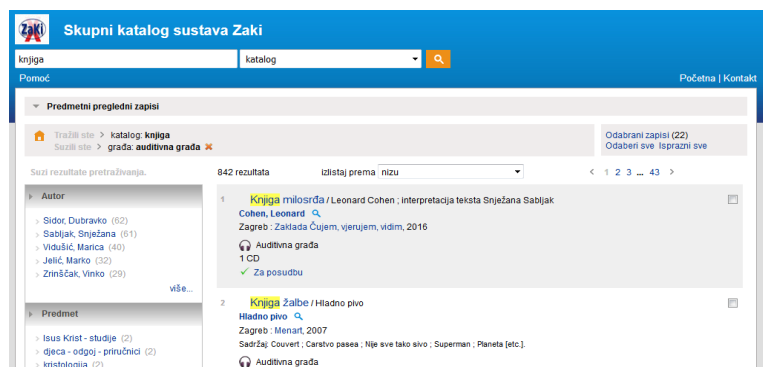 ZaKi
Skupni katalog sustava Zaki
knjiga
katalog
Pomoć
Početna | Kontakt
Predmetni pregledni zapisi
Tražili ste > katalog: knjiga
Suzili ste > građa: auditivna građa
Odabrani zapisi (22)
Odaberi sve Isprazni sve
Suzi rezultate pretraživanja.
842 rezultata
izlistaj prema nizu
< 1 2 3 ... 43 >
Autor
> Sidor, Dubravko (62)
> Sabljak, Snježana (61)
> Vidušić, Marica (40)
> Jelić, Marko (32)
> Zrinščak, Vinko (29)
više...
Predmet
> Isus Krist - studije (2)
> djeca - odgoj - priručnici (2)
> kristologija (2)
1 Knjiga milosrđa / Leonard Cohen ; interpretacija teksta Snježana Sabljak
Cohen, Leonard
Zagreb : Zaklada Čujem, vjerujem, vidim, 2016
Auditivna građa
1 CD
Za posudbu
2 Knjiga žalbe / Hladno pivo
Hladno pivo
Zagreb : Menart, 2007
Sadržaj: Couvert ; Carstvo pasea ; Nije sve tako sivo ; Superman ; Planeta [etc.].
Auditivna građa